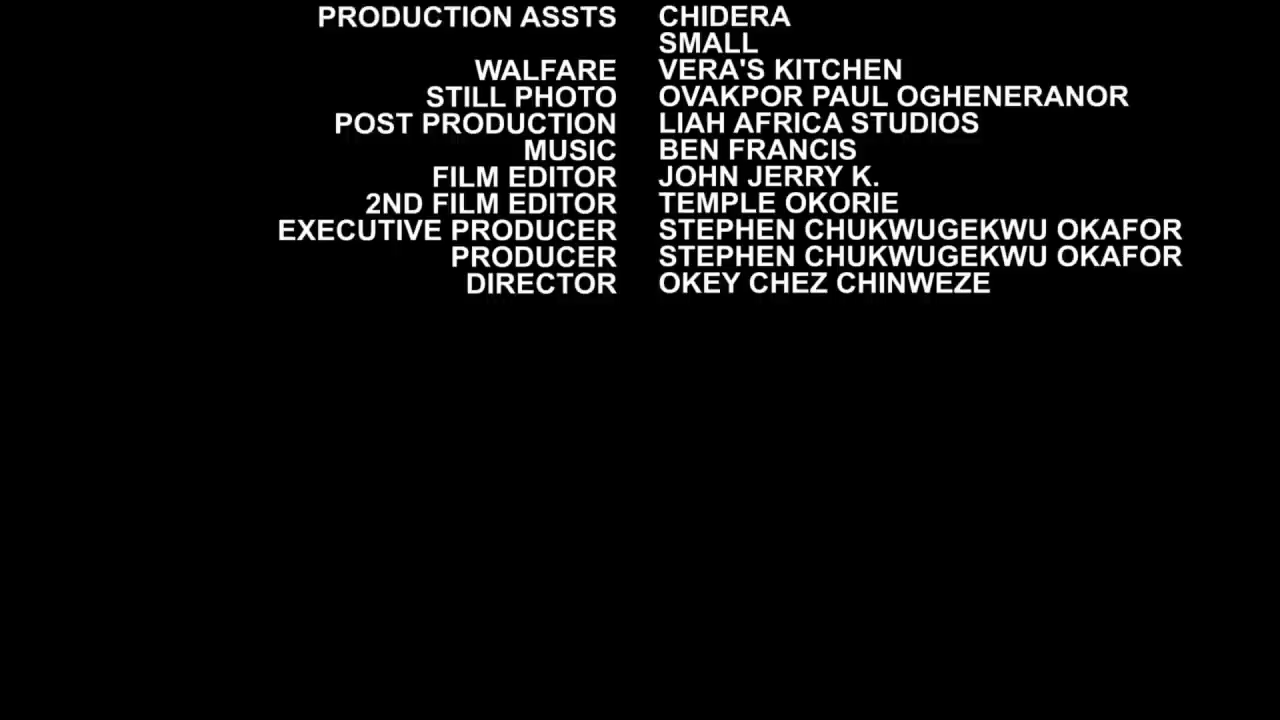 PRODUCTION ASSTS CHIDERA
SMALL
WALFARE VERA'S KITCHEN
STILL PHOTO OVAKPOR PAUL OGHENERANOR
POST PRODUCTION LIAH AFRICA STUDIOS
MUSIC BEN FRANCIS
FILM EDITOR JOHN JERRY K.
2ND FILM EDITOR TEMPLE OKORIE
EXECUTIVE PRODUCER STEPHEN CHUKWUGEKWU OKAFOR
PRODUCER STEPHEN CHUKWUGEKWU OKAFOR
DIRECTOR OKEY CHEZ CHINWEZE